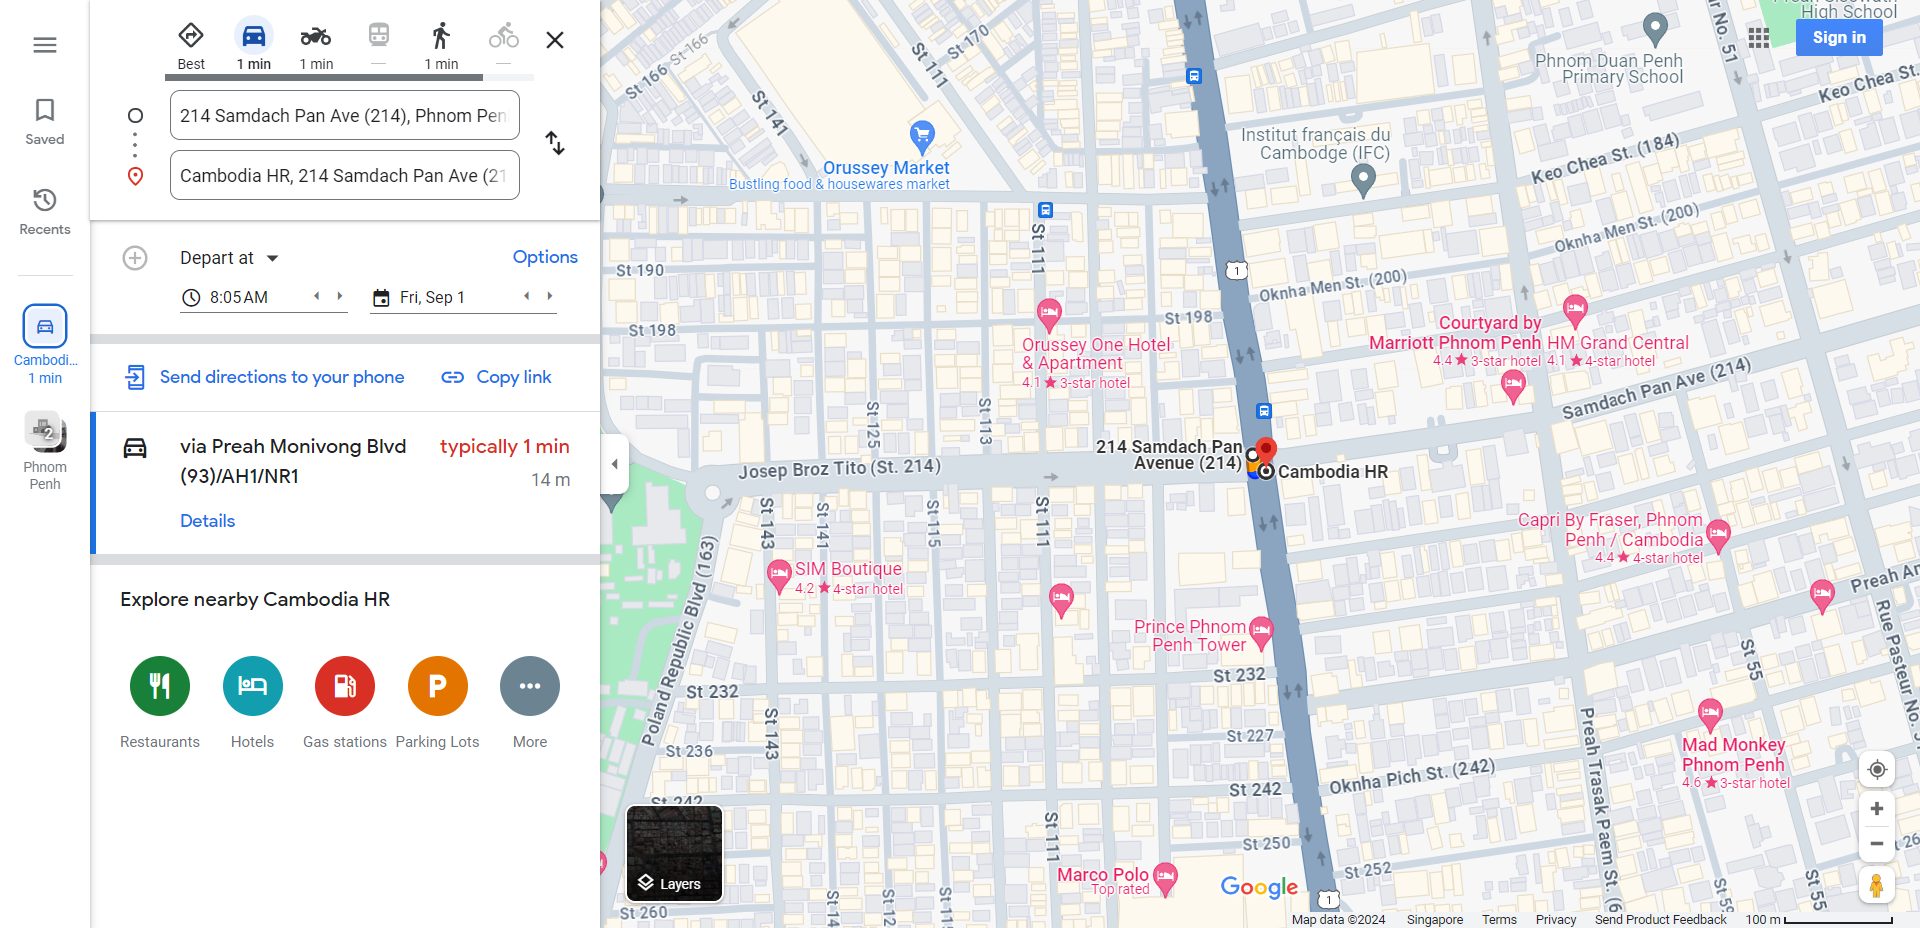 Saved
Recents
Cambodi...
1 min
2
Phnom
Penh
Best
1 min
1 min
—
1 min
—
214 Samdach Pan Ave (214), Phnom Pen
Cambodia HR, 214 Samdach Pan Ave (21
Depart at
Options
8:05 AM
Fri, Sep 1
Send directions to your phone
Copy link
via Preah Monivong Blvd
(93)/AH1/NR1
typically 1 min
14 m
Details
Explore nearby Cambodia HR
Restaurants
Hotels
Gas stations
P
Parking Lots
More
Sign in
High School
Phnom Duan Penh
Primary School
ur No. 51
Keo Chea St.
St 166
St 166
St 111
St 170
St 141
Orussey Market
Bustling food & housewares market
Institut français du
Cambodge (IFC)
Keo Chea St. (184)
Oknha Men St. (200)
St 190
St 111
1
Oknha Men St. (200)
St 198
St 198
Orussey One Hotel
& Apartment
4.1★3-star hotel
Courtyard by
Marriott Phnom Penh
4.4★3-star hotel
HM Grand Central
4.1★4-star hotel
Samdach Pan Ave (214)
St 125
St 113
214 Samdach Pan
Avenue (214)
Cambodia HR
Josep Broz Tito (St. 214)
St 143
St 141
St 115
St 111
Capri By Fraser, Phnom
Penh / Cambodia
4.4★4-star hotel
SIM Boutique
4.2★4-star hotel
Preah An
Rue Pasteur No.
Poland Republic Blvd (163)
Prince Phnom
Penh Tower
St 55
St 232
St 232
St 143
St 236
St 227
Preah Trasak Paem St. (6
Mad Monkey
Phnom Penh
4.6★3-star hotel
Oknha Pich St. (242)
St 242
St 242
St 111
St 250
St 252
Marco Polo
Top rated
St 59
St 55
St 260
St 14
St 12
St 11
1
Layers
Google
Map data ©2024
Singapore
Terms
Privacy
Send Product Feedback
100 m